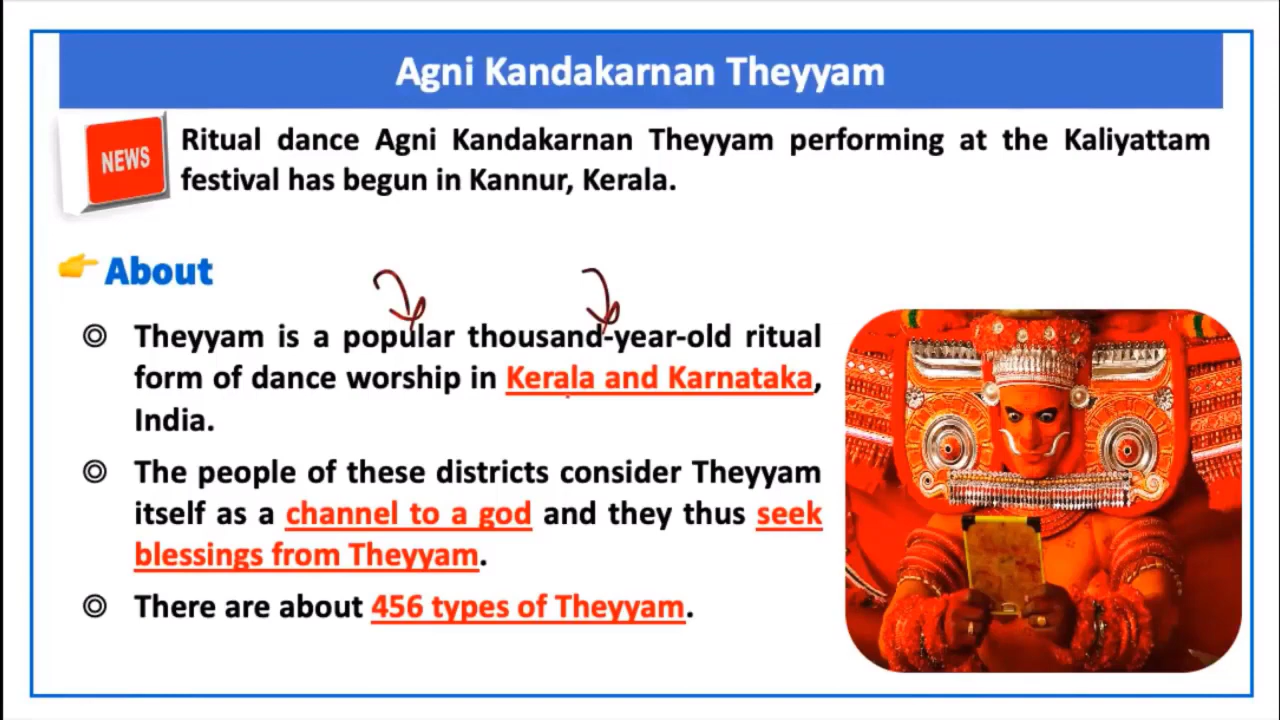 Agni Kandakarnan Theyyam
NEWS
Ritual dance Agni Kandakarnan Theyyam performing at the Kaliyattam
festival has begun in Kannur, Kerala.
About
Theyyam is a popular thousand-year-old ritual
form of dance worship in Kerala and Karnataka,
India.
The people of these districts consider Theyyam
itself as a channel to a god and they thus seek
blessings from Theyyam.
There are about 456 types of Theyyam.